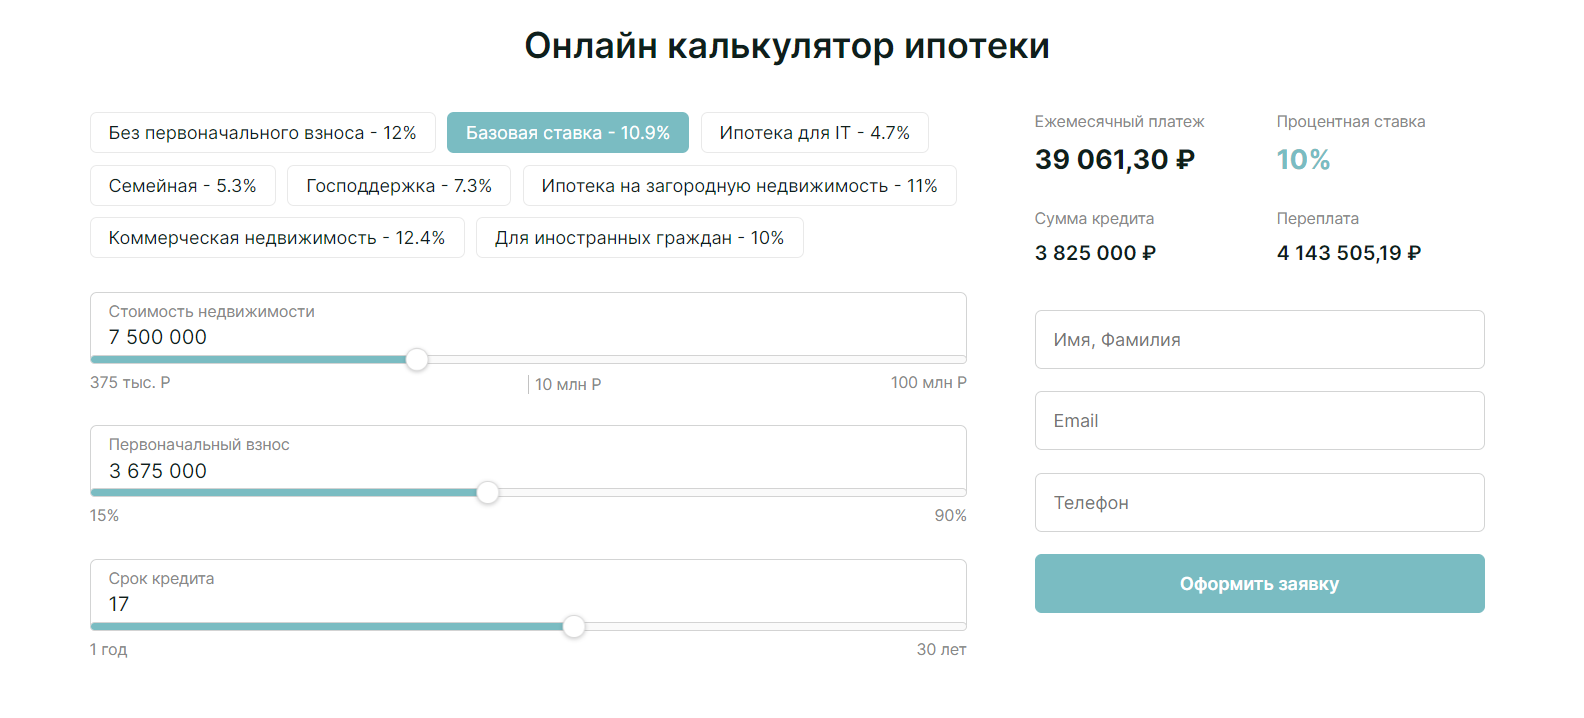 Онлайн калькулятор ипотеки
Без первоначального взноса - 12%
Базовая ставка - 10.9%
Ипотека для IT - 4.7%
Семейная - 5.3%
Господдержка - 7.3%
Ипотека на загородную недвижимость - 11%
Коммерческая недвижимость - 12.4%
Для иностранных граждан - 10%
Стоимость недвижимости
7 500 000
375 тыс. Р
10 млн Р
100 млн Р
Первоначальный взнос
3 675 000
15%
90%
Срок кредита
17
1 год
30 лет
Ежемесячный платеж
39 061,30 ₽
Процентная ставка
10%
Сумма кредита
3 825 000 ₽
Переплата
4 143 505,19 ₽
Имя, Фамилия
Email
Телефон
Оформить заявку